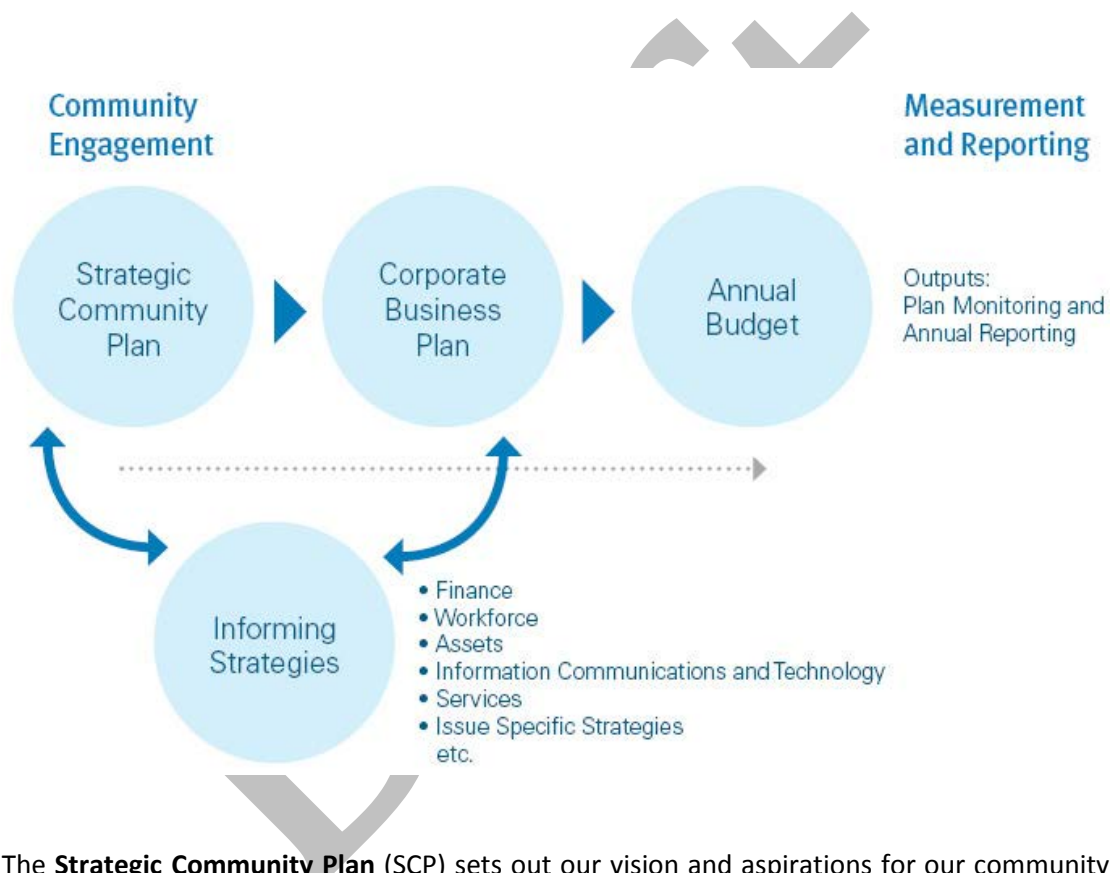 Community
Engagement
Measurement
and Reporting
Strategic
Community
Plan
Corporate
Business
Plan
Annual
Budget
Outputs:
Plan Monitoring and
Annual Reporting
Informing
Strategies
• Finance
• Workforce
• Assets
• Information Communications and Technology
• Services
• Issue Specific Strategies
etc.
The Strategic Community Plan (SCP) sets out our vision and aspirations for our community